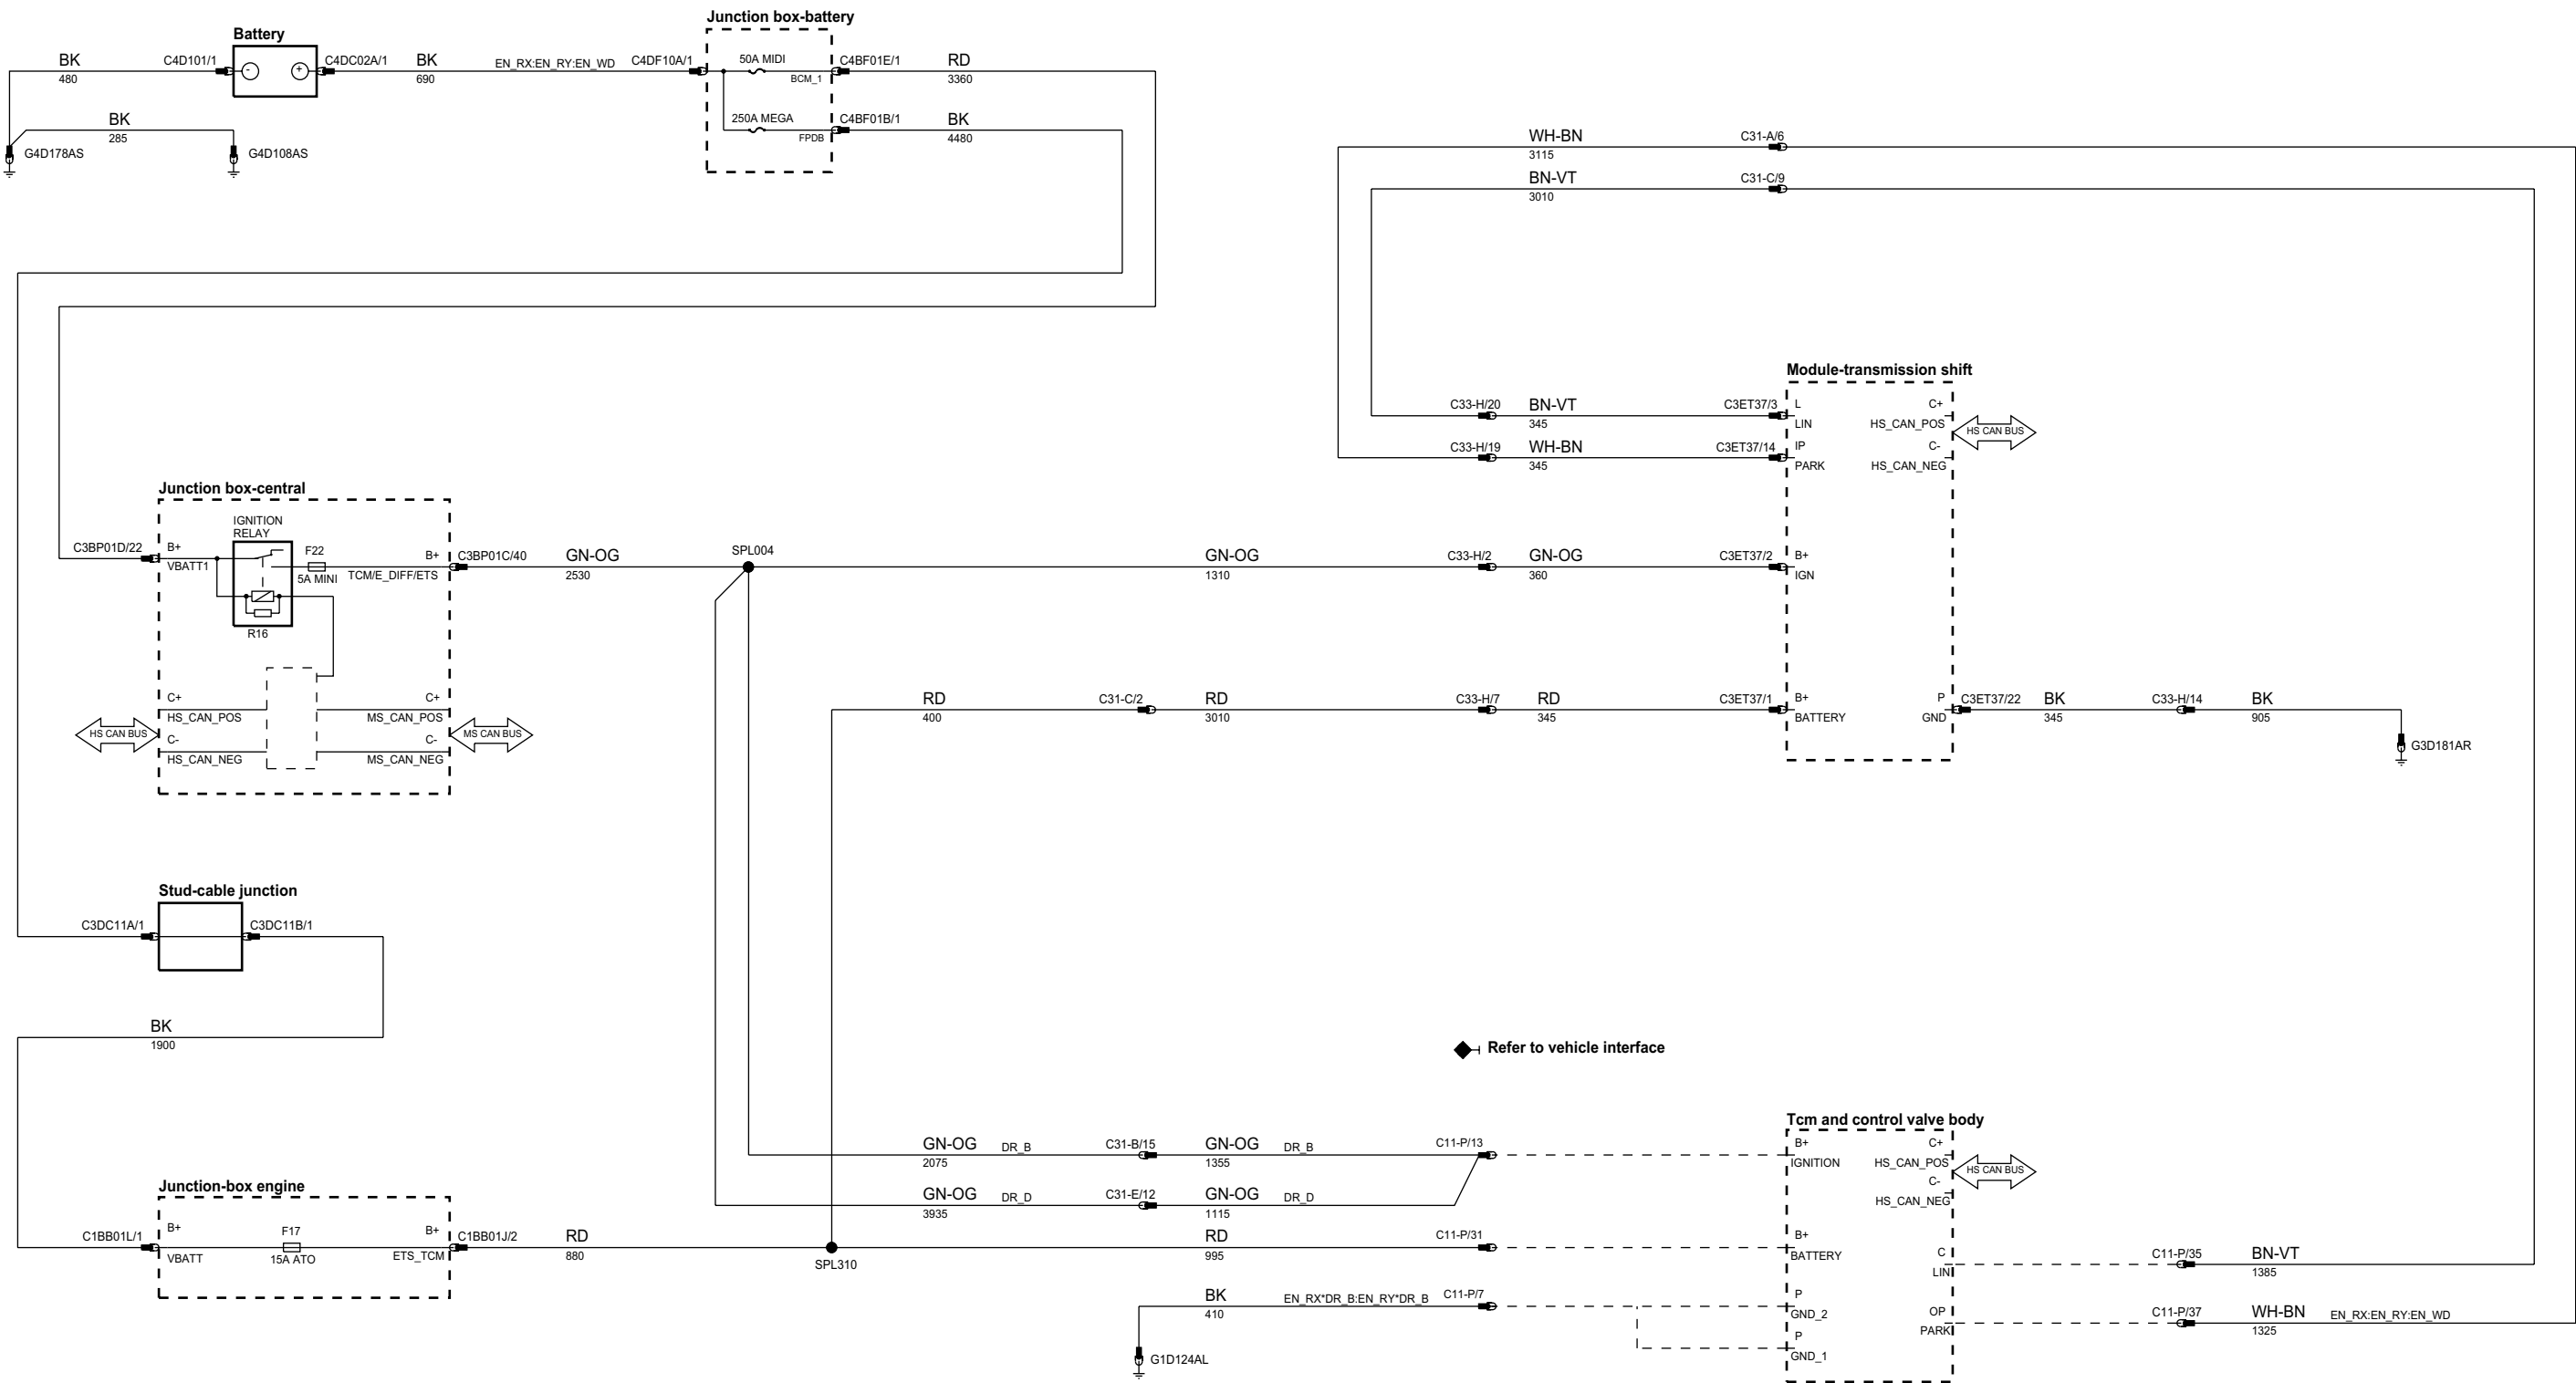 Junction box-battery
Battery
BK
480
C4D101/1
-
+
C4DC02A/1
BK
690
EN_RX:EN_RY:EN_WD
C4DF10A/1
50A MIDI
BCM_1
C4BF01E/1
RD
3360
BK
285
G4D178AS
G4D108AS
250A MEGA
FPDB
C4BF01B/1
BK
4480
WH-BN
3115
C31-A/6
BN-VT
3010
C31-C/9
Module-transmission shift
C33-H/20
BN-VT
345
C3ET37/3
L
LIN
C+
HS_CAN_POS
HS CAN BUS
C33-H/19
WH-BN
345
C3ET37/14
IP
PARK
C-
HS_CAN_NEG
Junction box-central
IGNITION
RELAY
C3BP01D/22
B+
VBATT1
F22
5A MINI
B+
TCM/E_DIFF/ETS
C3BP01C/40
GN-OG
2530
SPL004
GN-OG
1310
C33-H/2
GN-OG
360
C3ET37/2
B+
IGN
R16
C+
HS_CAN_POS
C+
MS_CAN_POS
HS CAN BUS
MS CAN BUS
C-
HS_CAN_NEG
C-
MS_CAN_NEG
RD
400
C31-C/2
RD
3010
C33-H/7
RD
345
C3ET37/1
B+
BATTERY
P
GND
C3ET37/22
BK
345
C33-H/14
BK
905
G3D181AR
Stud-cable junction
C3DC11A/1
C3DC11B/1
BK
1900
Refer to vehicle interface
Tcm and control valve body
GN-OG
2075
DR_B
C31-B/15
GN-OG
1355
DR_B
C11-P/13
B+
IGNITION
C+
HS_CAN_POS
HS CAN BUS
C-
HS_CAN_NEG
GN-OG
3935
DR_D
C31-E/12
GN-OG
1115
DR_D
Junction-box engine
C1BB01L/1
B+
VBATT
F17
15A ATO
B+
ETS_TCM
C1BB01J/2
RD
880
SPL310
RD
995
C11-P/31
B+
BATTERY
C
LIN
C11-P/35
BN-VT
1385
BK
410
EN_RX*DR_B:EN_RY*DR_B
C11-P/7
P
GND_2
OP
PARK
C11-P/37
WH-BN
1325
EN_RX:EN_RY:EN_WD
P
GND_1
G1D124AL